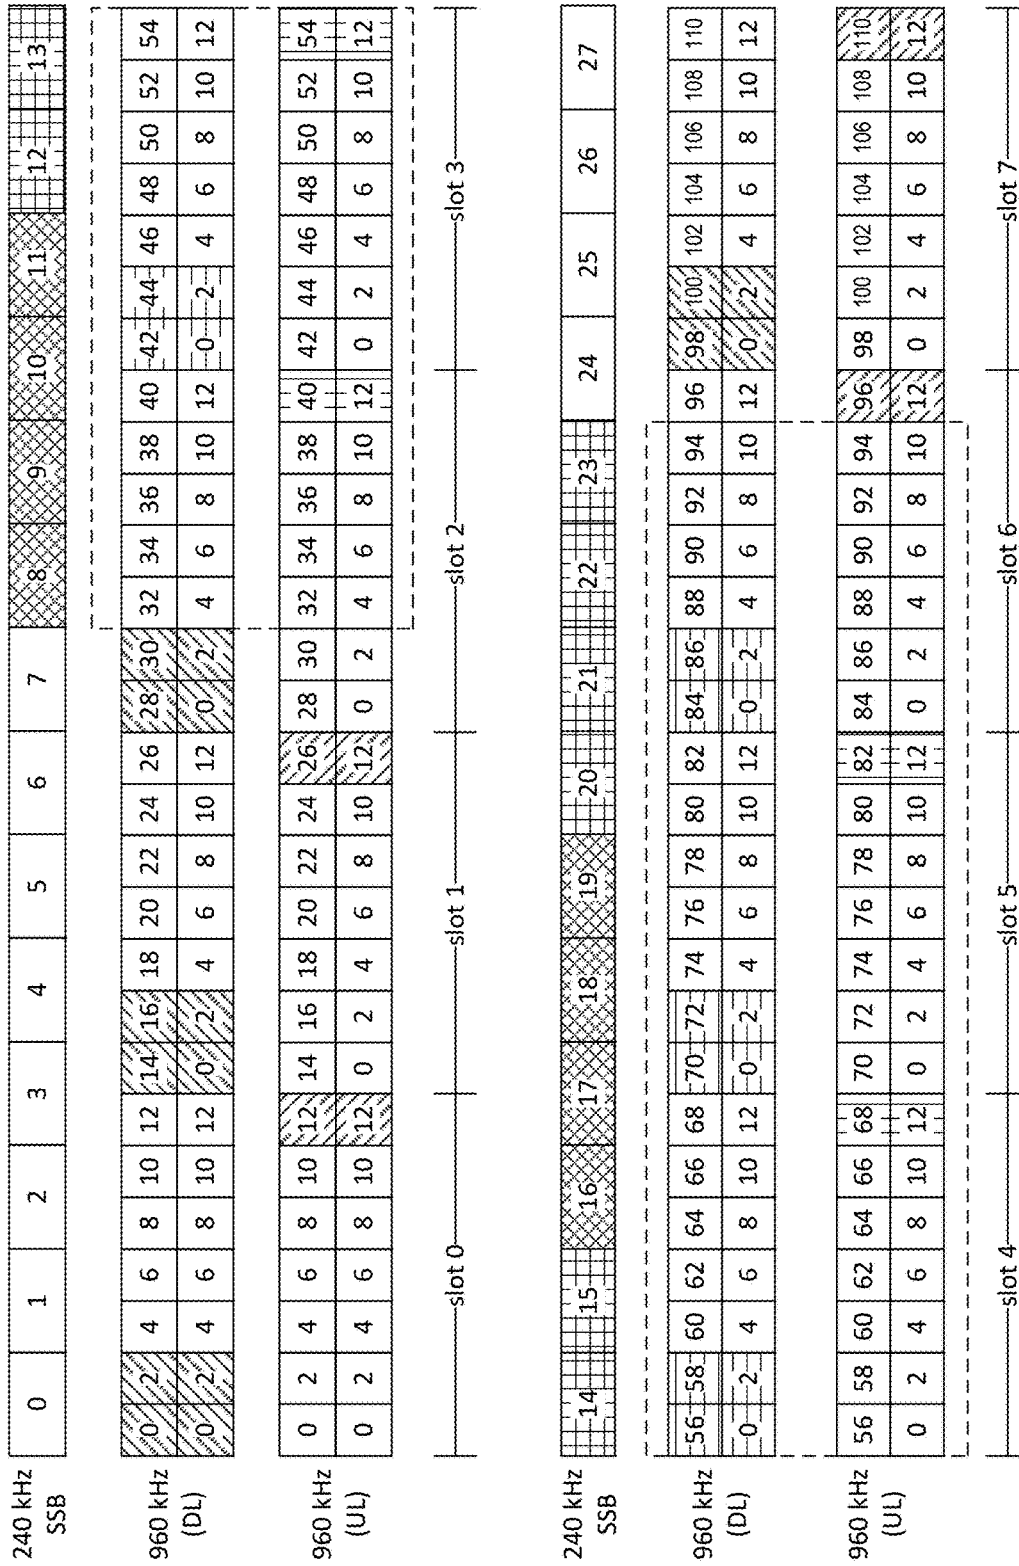 240 kHz SSB
0 1 2 3 4 5 6 7 8 9 10 11 12 13
960 kHz (DL)
0 2 4 6 8 10 12 14 16 18 20 22 24 26 28 30 32 34 36 38 40 42 44 46 48 50 52 54
0 2 4 6 8 10 12 0 2 4 6 8 10 12 0 2 4 6 8 10 12 0 2 4 6 8 10 12
960 kHz (UL)
0 2 4 6 8 10 12 14 16 18 20 22 24 26 28 30 32 34 36 38 40 42 44 46 48 50 52 54
0 2 4 6 8 10 12 0 2 4 6 8 10 12 0 2 4 6 8 10 12 0 2 4 6 8 10 12
slot 0 slot 1 slot 2 slot 3
240 kHz SSB
14 15 16 17 18 19 20 21 22 23 24 25 26 27
960 kHz (DL)
56 58 60 62 64 66 68 70 72 74 76 78 80 82 84 86 88 90 92 94 96 98 100 102 104 106 108 110
0 2 4 6 8 10 12 0 2 4 6 8 10 12 0 2 4 6 8 10 12 0 2 4 6 8 10 12
960 kHz (UL)
56 58 60 62 64 66 68 70 72 74 76 78 80 82 84 86 88 90 92 94 96 98 100 102 104 106 108 110
0 2 4 6 8 10 12 0 2 4 6 8 10 12 0 2 4 6 8 10 12 0 2 4 6 8 10 12
slot 4 slot 5 slot 6 slot 7